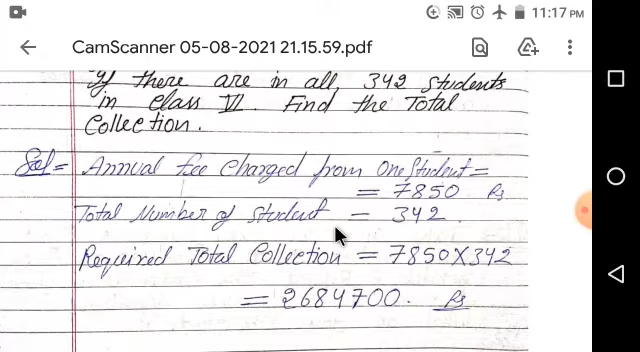 11:17 PM
CamScanner 05-08-2021 21.15.59.pdf
If there are in all, 342 Students
in Class VI. Find the Total
Collection.
Sol = Annual fee Charged from One Student =
= 7850 Rs
Total Number of Student = 342.
Required Total Collection = 7850X342
= 2684700. Rs